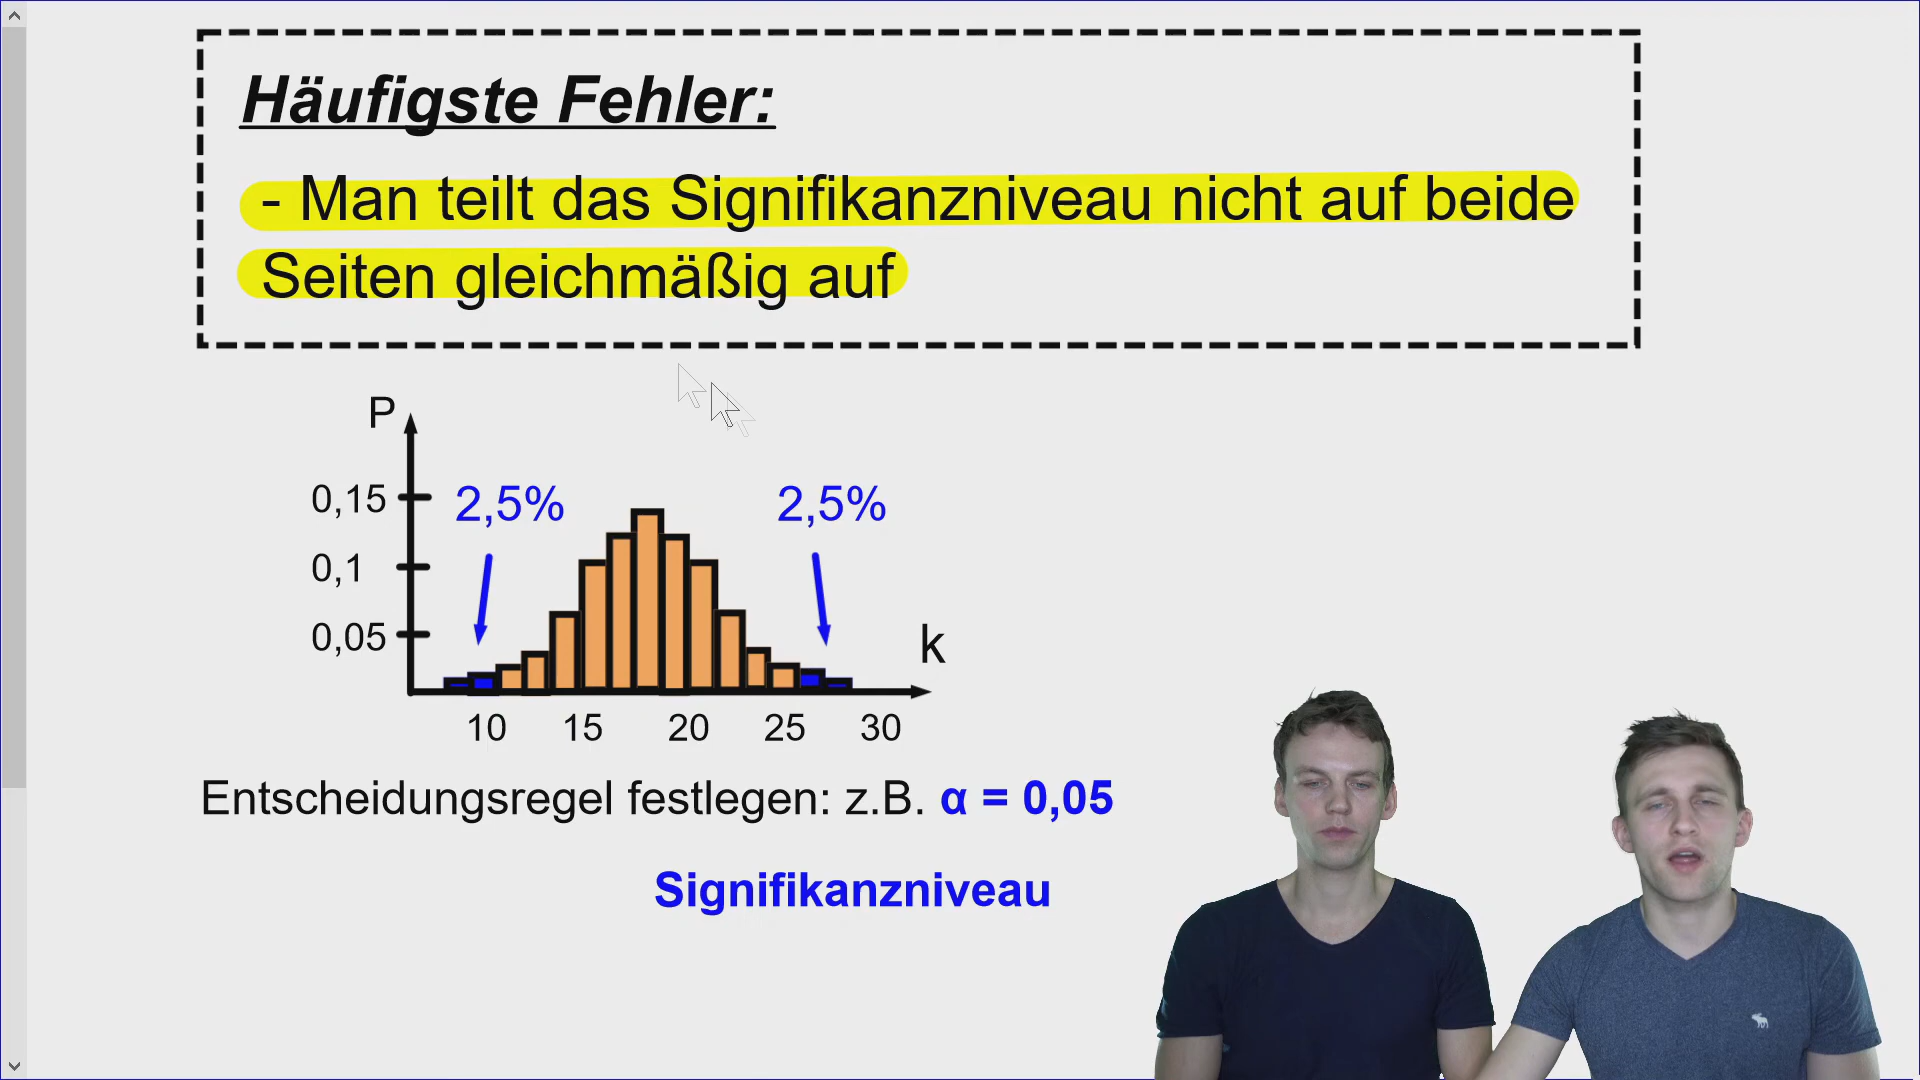 Häufigste Fehler:
- Man teilt das Signifikanzniveau nicht auf beide
Seiten gleichmäßig auf
P
0,15
0,1
0,05
2,5%
2,5%
k
10 15 20 25 30
Entscheidungsregel festlegen: z.B. α = 0,05
Signifikanzniveau